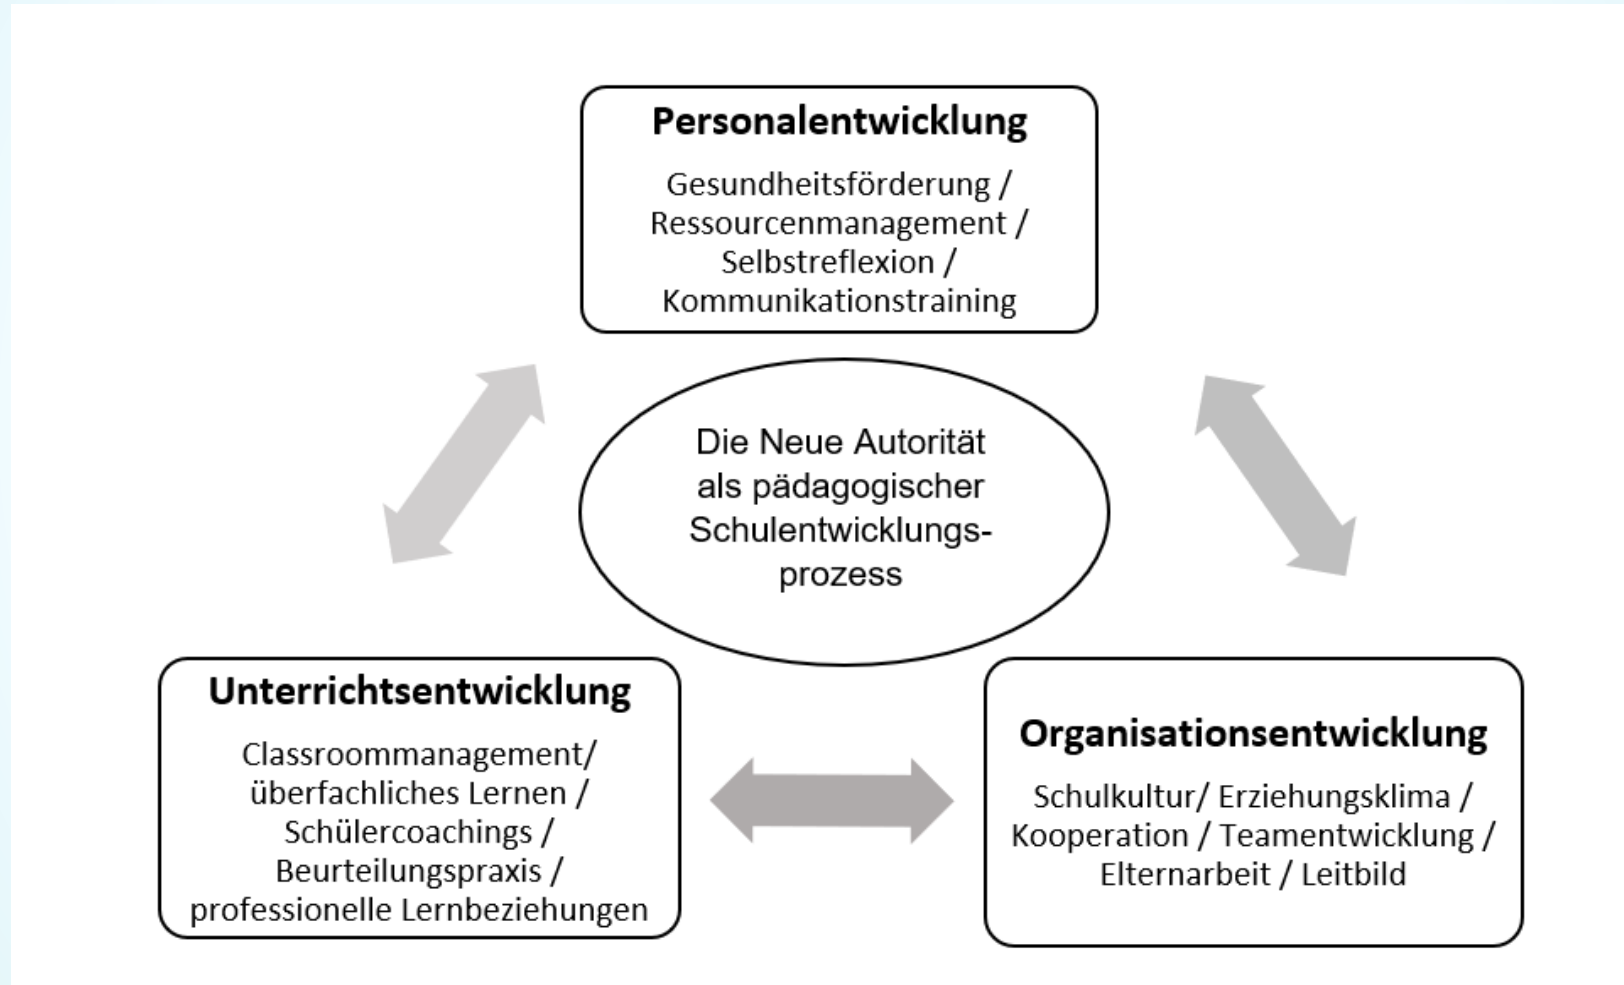 Personalentwicklung
Gesundheitsförderung /
Ressourcenmanagement /
Selbstreflexion /
Kommunikationstraining
Die Neue Autorität
als pädagogischer
Schulentwicklungs-
prozess
Unterrichtsentwicklung
Classroommanagement/
überfachliches Lernen /
Schülercoachings /
Beurteilungspraxis /
professionelle Lernbeziehungen
Organisationsentwicklung
Schulkultur/ Erziehungsklima /
Kooperation / Teamentwicklung /
Elternarbeit / Leitbild